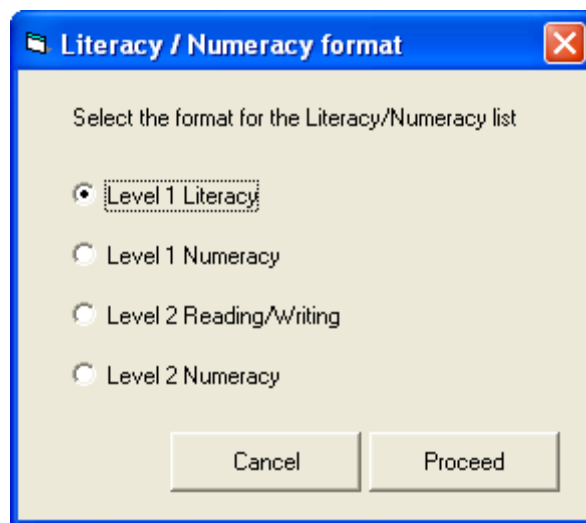 Literacy / Numeracy format
Select the format for the Literacy/Numeracy list
Level 1 Literacy
Level 1 Numeracy
Level 2 Reading/Writing
Level 2 Numeracy
Cancel Proceed